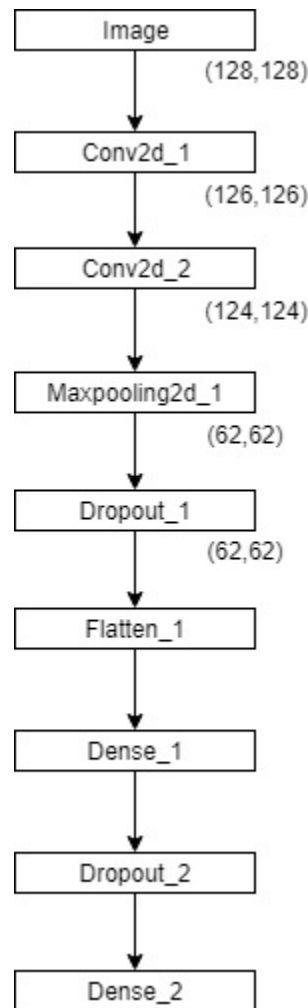 Image
(128,128)
Conv2d_1
(126,126)
Conv2d_2
(124,124)
Maxpooling2d_1
(62,62)
Dropout_1
(62,62)
Flatten_1
Dense_1
Dropout_2
Dense_2